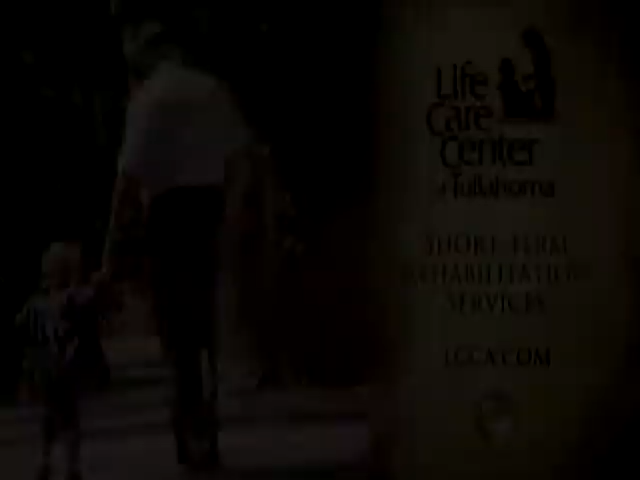 Life
Care
Center
of Tullahoma
SHORT-TERM
REHABILITATION
SERVICES
LCCA.COM